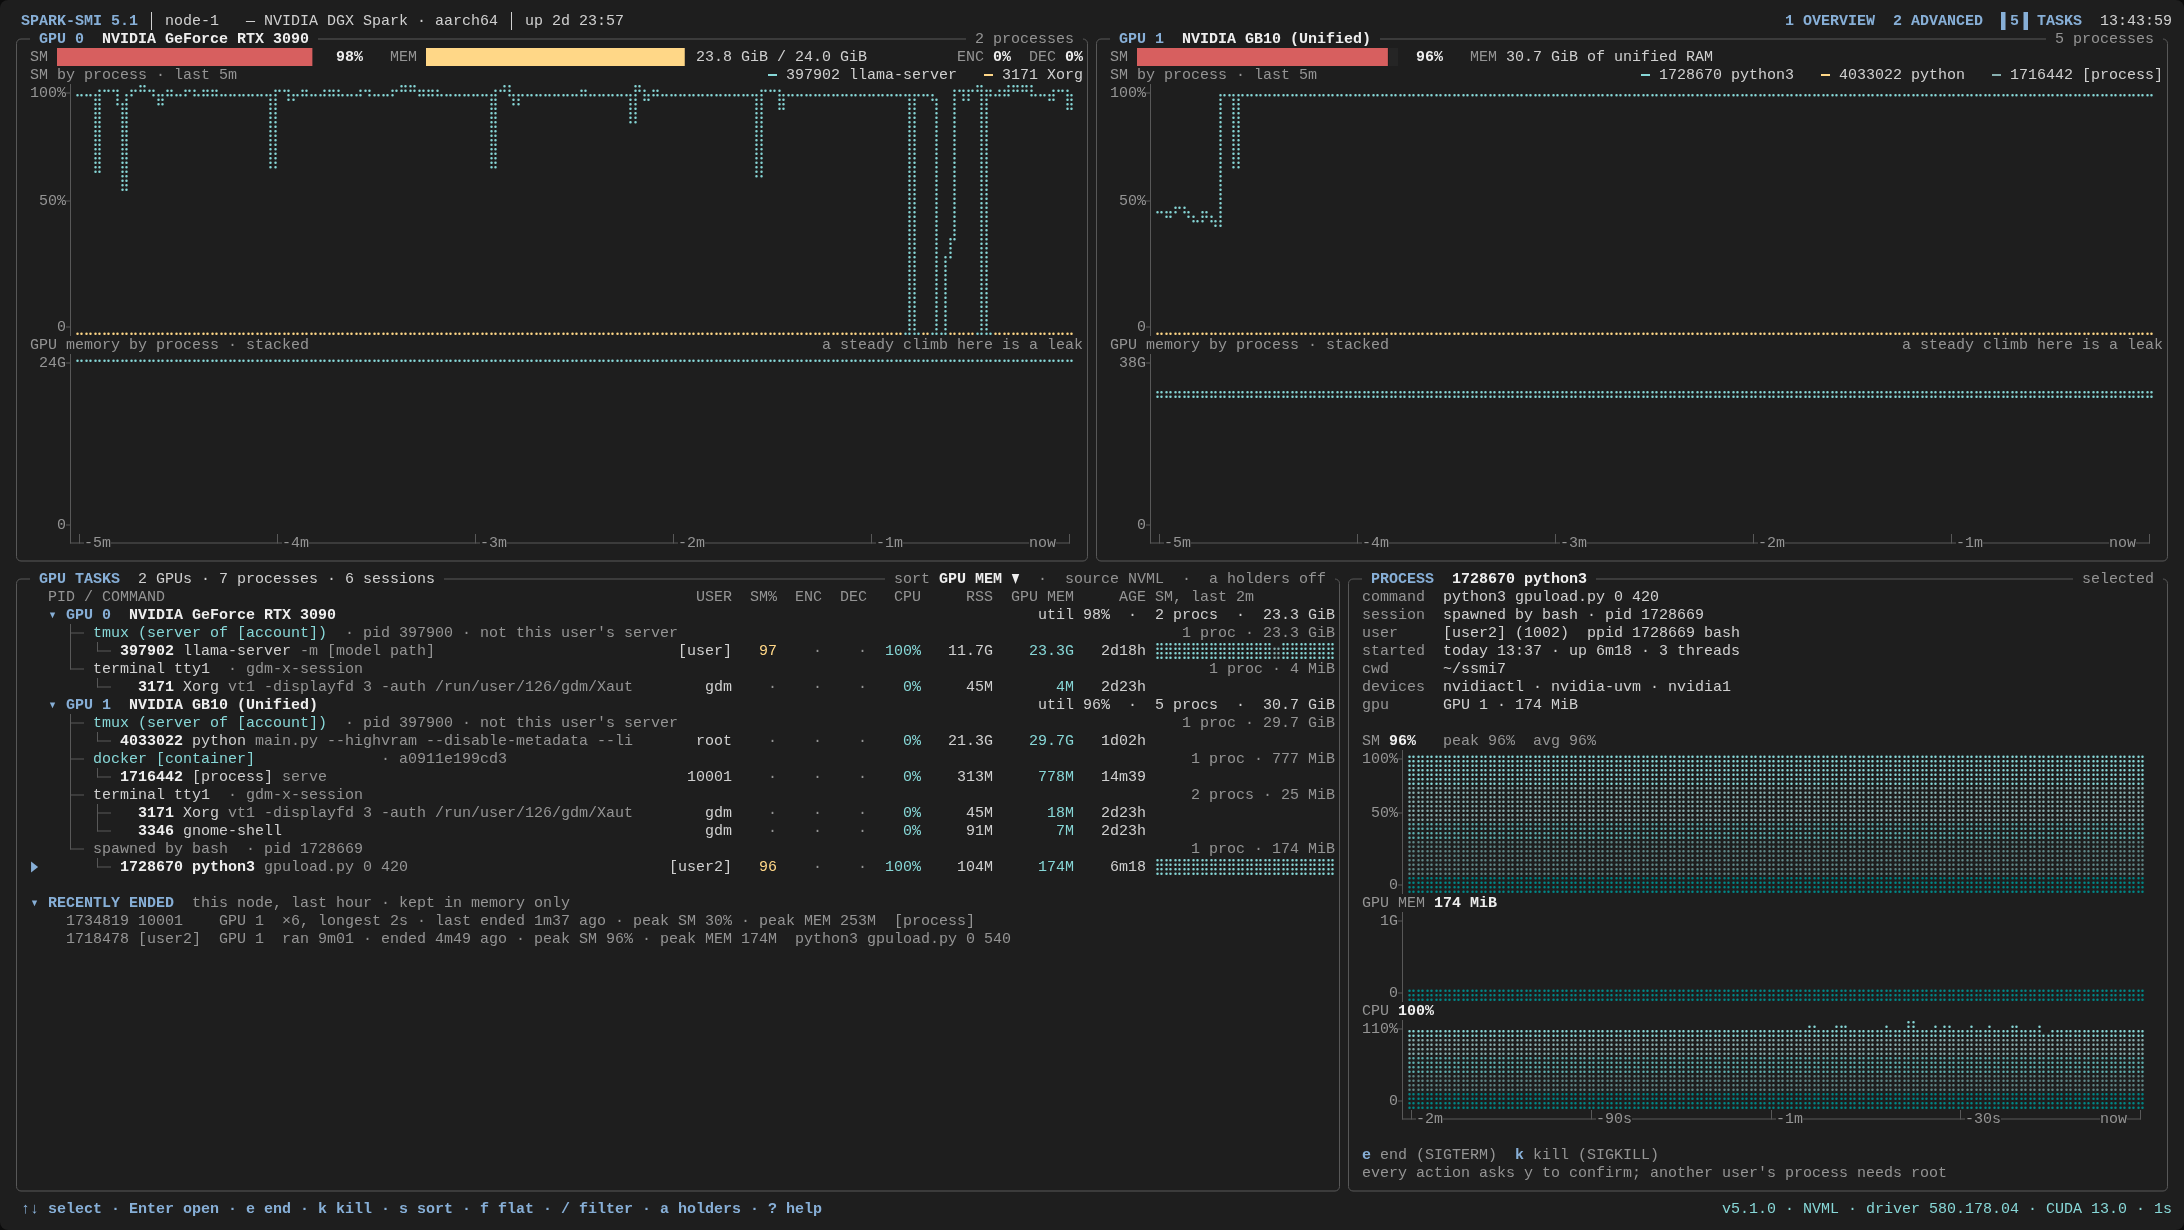 SPARK-SMI 5.1 │ node-1 — NVIDIA DGX Spark · aarch64 │ up 2d 23:57 1 OVERVIEW 2 ADVANCED ▐5▌TASKS 13:43:59
GPU 0 NVIDIA GeForce RTX 3090 2 processes
SM 98% MEM 23.8 GiB / 24.0 GiB ENC 0% DEC 0%
SM by process · last 5m — 397902 llama-server — 3171 Xorg
100%
50%
0
GPU memory by process · stacked a steady climb here is a leak
24G
0
-5m -4m -3m -2m -1m now
GPU 1 NVIDIA GB10 (Unified) 5 processes
SM 96% MEM 30.7 GiB of unified RAM
SM by process · last 5m — 1728670 python3 — 4033022 python — 1716442 [process]
100%
50%
0
GPU memory by process · stacked a steady climb here is a leak
38G
0
-5m -4m -3m -2m -1m now
GPU TASKS 2 GPUs · 7 processes · 6 sessions sort GPU MEM ▼ · source NVML · a holders off
PID / COMMAND USER SM% ENC DEC CPU RSS GPU MEM AGE SM, last 2m
▾ GPU 0 NVIDIA GeForce RTX 3090 util 98% · 2 procs · 23.3 GiB
tmux (server of [account]) · pid 397900 · not this user's server 1 proc · 23.3 GiB
397902 llama-server -m [model path] [user] 97 · · 100% 11.7G 23.3G 2d18h
terminal tty1 · gdm-x-session 1 proc · 4 MiB
3171 Xorg vt1 -displayfd 3 -auth /run/user/126/gdm/Xaut gdm · · · 0% 45M 4M 2d23h
▾ GPU 1 NVIDIA GB10 (Unified) util 96% · 5 procs · 30.7 GiB
tmux (server of [account]) · pid 397900 · not this user's server 1 proc · 29.7 GiB
4033022 python main.py --highvram --disable-metadata --li root · · · 0% 21.3G 29.7G 1d02h
docker [container] · a0911e199cd3 1 proc · 777 MiB
1716442 [process] serve 10001 · · · 0% 313M 778M 14m39
terminal tty1 · gdm-x-session 2 procs · 25 MiB
3171 Xorg vt1 -displayfd 3 -auth /run/user/126/gdm/Xaut gdm · · · 0% 45M 18M 2d23h
3346 gnome-shell gdm · · · 0% 91M 7M 2d23h
spawned by bash · pid 1728669 1 proc · 174 MiB
1728670 python3 gpuload.py 0 420 [user2] 96 · · 100% 104M 174M 6m18
▾ RECENTLY ENDED this node, last hour · kept in memory only
1734819 10001 GPU 1 ×6, longest 2s · last ended 1m37 ago · peak SM 30% · peak MEM 253M [process]
1718478 [user2] GPU 1 ran 9m01 · ended 4m49 ago · peak SM 96% · peak MEM 174M python3 gpuload.py 0 540
PROCESS 1728670 python3 selected
command python3 gpuload.py 0 420
session spawned by bash · pid 1728669
user [user2] (1002) ppid 1728669 bash
started today 13:37 · up 6m18 · 3 threads
cwd ~/ssmi7
devices nvidiactl · nvidia-uvm · nvidia1
gpu GPU 1 · 174 MiB
SM 96% peak 96% avg 96%
100%
50%
0
GPU MEM 174 MiB
1G
0
CPU 100%
110%
0
-2m -90s -1m -30s now
e end (SIGTERM) k kill (SIGKILL)
every action asks y to confirm; another user's process needs root
↑↓ select · Enter open · e end · k kill · s sort · f flat · / filter · a holders · ? help v5.1.0 · NVML · driver 580.178.04 · CUDA 13.0 · 1s